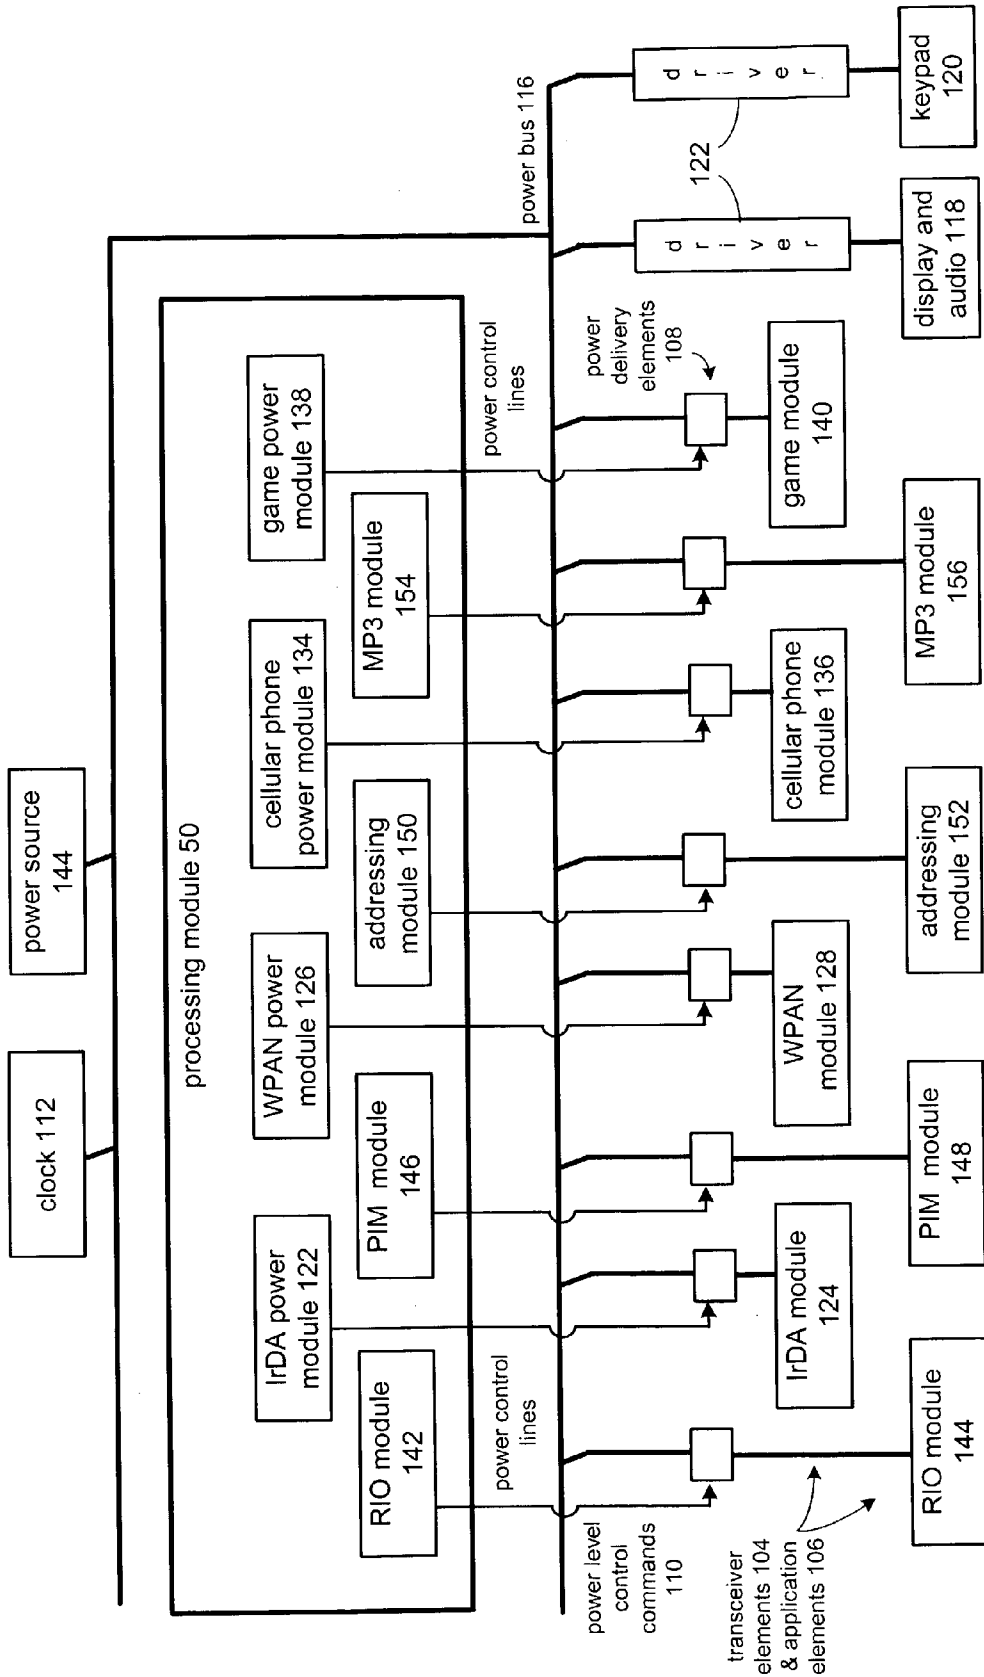 clock 112
power source
144
processing module 50
IrDA power
module 122
WPAN power
module 126
cellular phone
power module 134
game power
module 138
RIO module
142
PIM module
146
addressing
module 150
MP3 module
154
power control
lines
power control
lines
power bus 116
power level
control
commands
110
power
delivery
elements
108
d r i v e r
d r i v e r
122
transceiver
elements 104
& application
elements 106
IrDA module
124
WPAN
module 128
cellular phone
module 136
game module
140
RIO module
144
PIM module
148
addressing
module 152
MP3 module
156
display and
audio 118
keypad
120